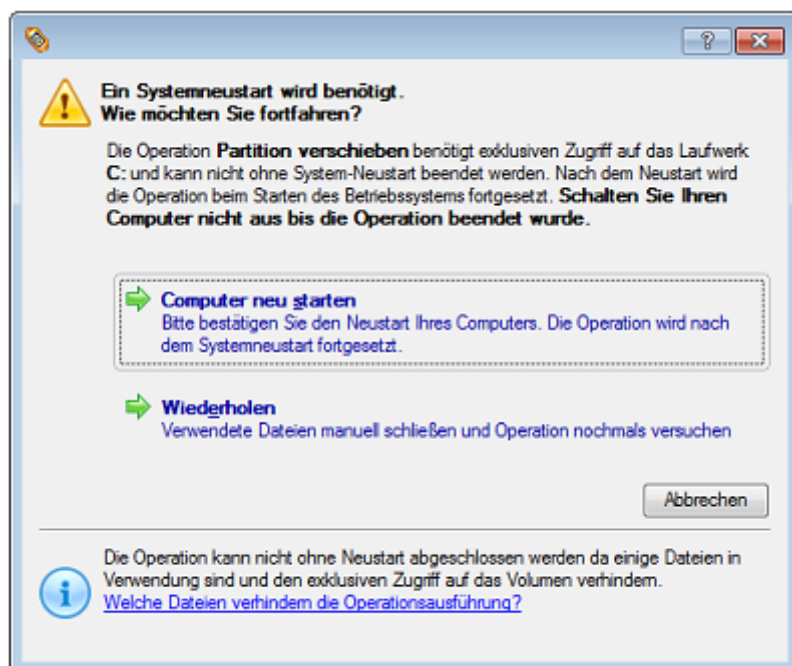 Ein Systemneustart wird benötigt.
Wie möchten Sie fortfahren?
Die Operation Partition verschieben benötigt exklusiven Zugriff auf das Laufwerk
C: und kann nicht ohne System-Neustart beendet werden. Nach dem Neustart wird
die Operation beim Starten des Betriebssystems fortgesetzt. Schalten Sie Ihren
Computer nicht aus bis die Operation beendet wurde.
Computer neu starten
Bitte bestätigen Sie den Neustart Ihres Computers. Die Operation wird nach
dem Systemneustart fortgesetzt.
Wiederholen
Verwendete Dateien manuell schließen und Operation nochmals versuchen
Abbrechen
Die Operation kann nicht ohne Neustart abgeschlossen werden da einige Dateien in
Verwendung sind und den exklusiven Zugriff auf das Volumen verhindern.
Welche Dateien verhindern die Operationsausführung?